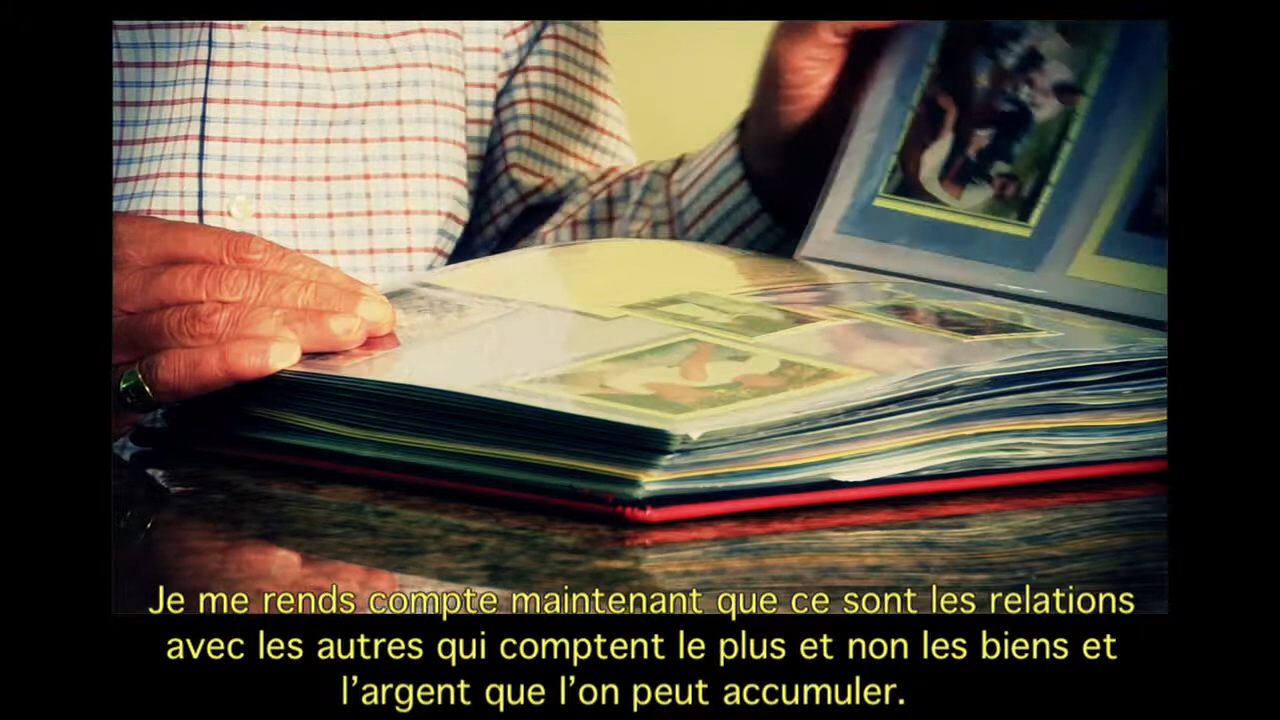 Je me rends compte maintenant que ce sont les relations
avec les autres qui comptent le plus et non les biens et
l’argent que l’on peut accumuler.